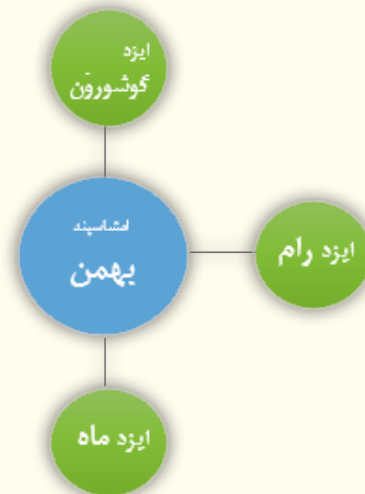 ایزد
گوشورون
امشاسپند
بهمن
ایزد رام
ایزد ماه